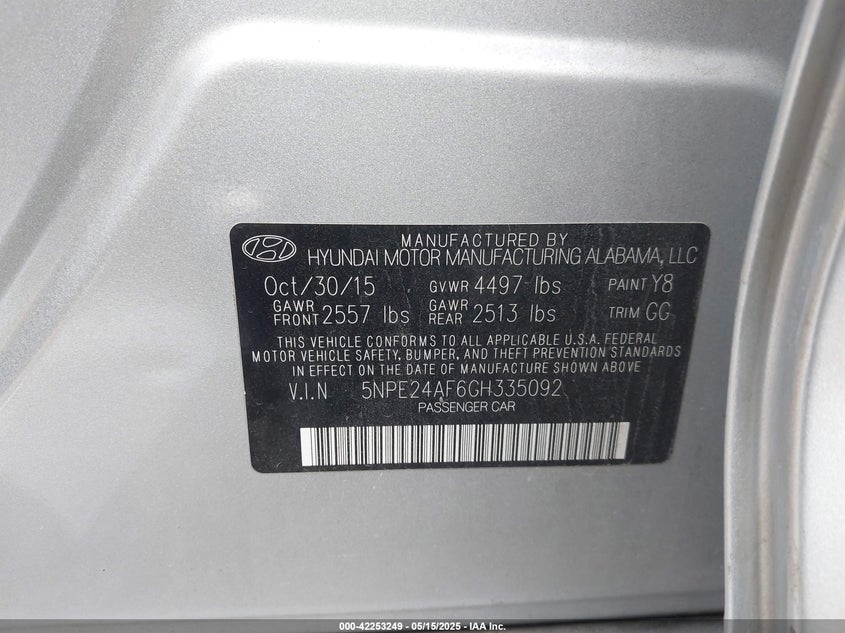 MANUFACTURED BY
HYUNDAI MOTOR MANUFACTURING ALABAMA, LLC
Oct/30/15 GVWR 4497 lbs PAINT Y8
GAWR FRONT 2557 lbs GAWR REAR 2513 lbs TRIM GG
THIS VEHICLE CONFORMS TO ALL APPLICABLE U.S.A. FEDERAL
MOTOR VEHICLE SAFETY, BUMPER, AND THEFT PREVENTION STANDARDS
IN EFFECT ON THE DATE OF MANUFACTURE SHOWN ABOVE
V.I.N 5NPE24AF6GH335092
PASSENGER CAR
000-42253249 - 05/15/2025 - IAA Inc.